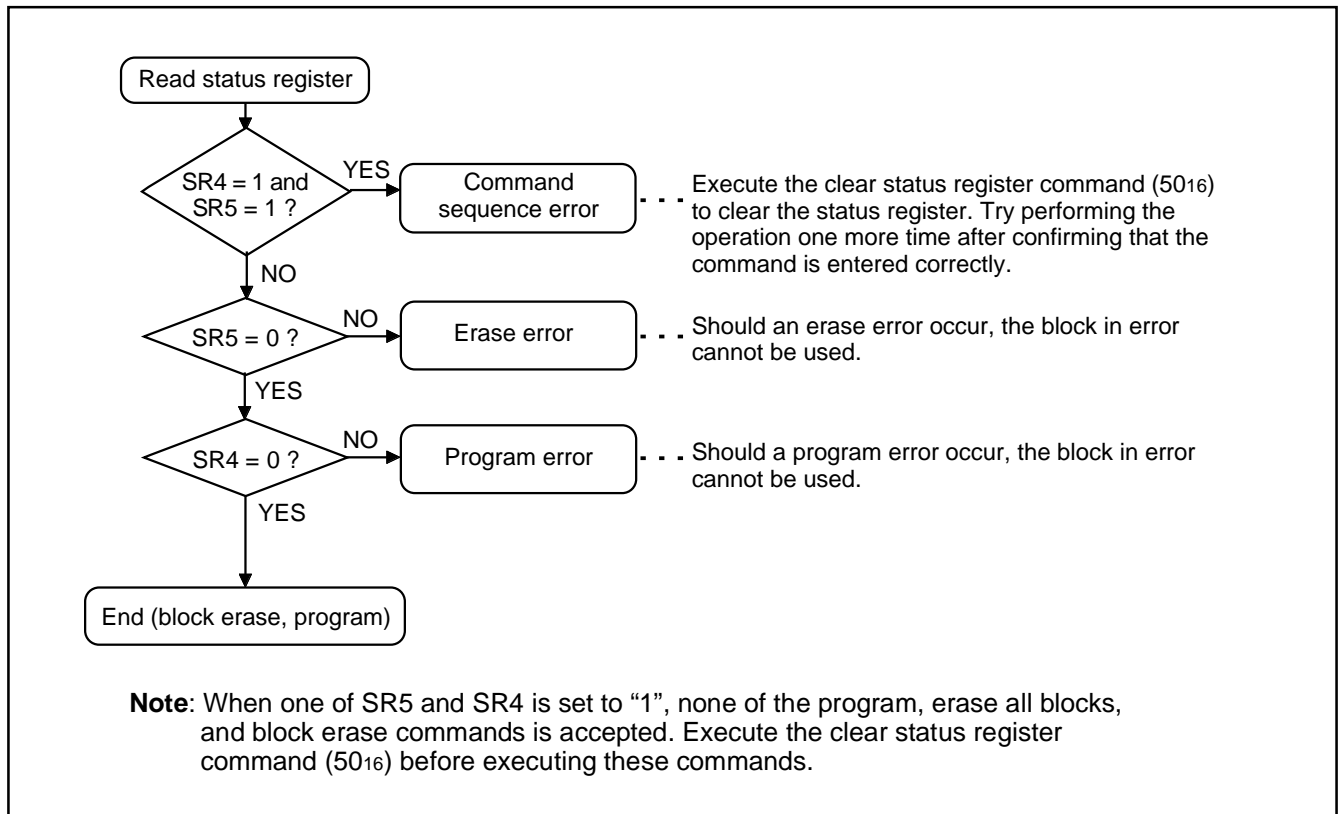 Read status register
SR4 = 1 and
SR5 = 1 ?
YES
Command
sequence error
Execute the clear status register command (5016)
to clear the status register. Try performing the
operation one more time after confirming that the
command is entered correctly.
NO
SR5 = 0 ?
NO
Erase error
Should an erase error occur, the block in error
cannot be used.
YES
SR4 = 0 ?
NO
Program error
Should a program error occur, the block in error
cannot be used.
YES
End (block erase, program)
Note: When one of SR5 and SR4 is set to “1”, none of the program, erase all blocks,
and block erase commands is accepted. Execute the clear status register
command (5016) before executing these commands.